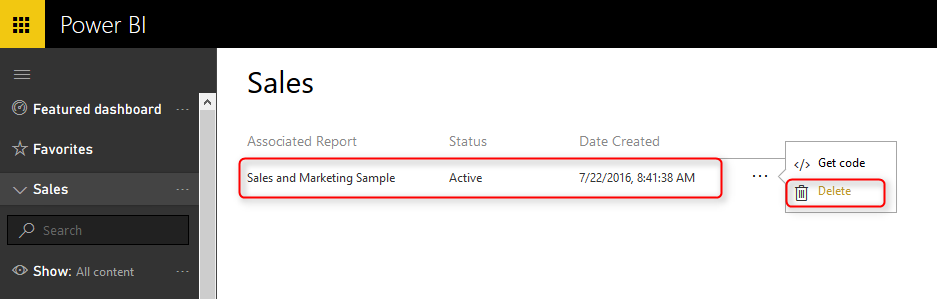 Power BI
Featured dashboard ...
Favorites
Sales ...
Search
Show: All content ...
Sales
Associated Report Status Date Created
Sales and Marketing Sample Active 7/22/2016, 8:41:38 AM ...
</> Get code
Delete